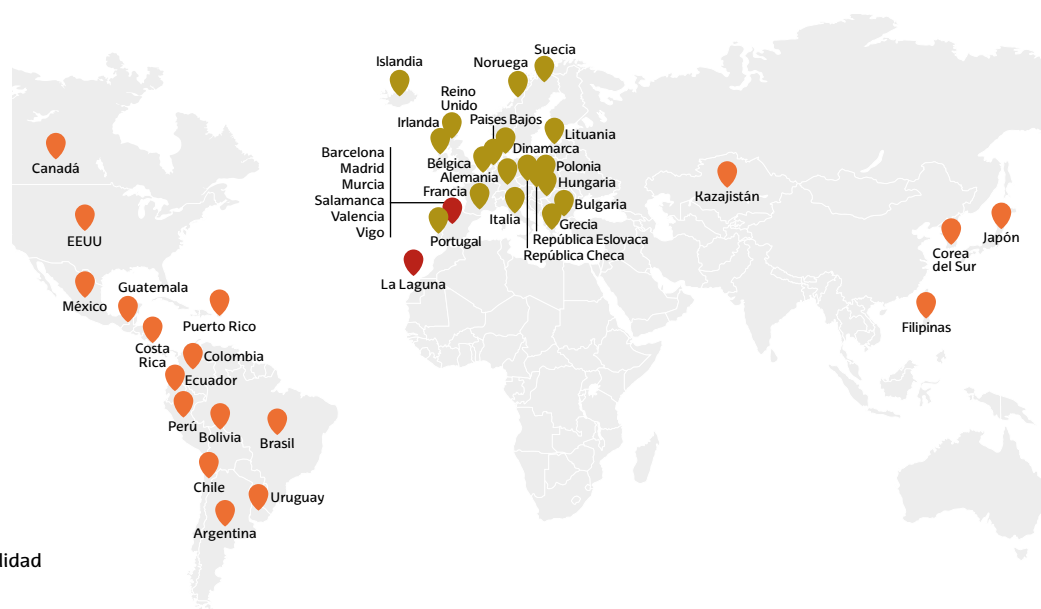 Suecia
Islandia
Noruega
Reino
Unido
Paises Bajos
Irlanda
Lituania
Dinamarca
Barcelona
Madrid
Murcia
Salamanca
Valencia
Vigo
Bélgica
Alemania
Francia
Polonia
Hungaria
Bulgaria
Italia
Grecia
Portugal
República Eslovaca
República Checa
La Laguna
Canadá
EEUU
México
Guatemala
Puerto Rico
Costa
Rica
Colombia
Ecuador
Perú
Bolivia
Brasil
Chile
Uruguay
Argentina
Kazajistán
Corea
del Sur
Japón
Filipinas
lidad